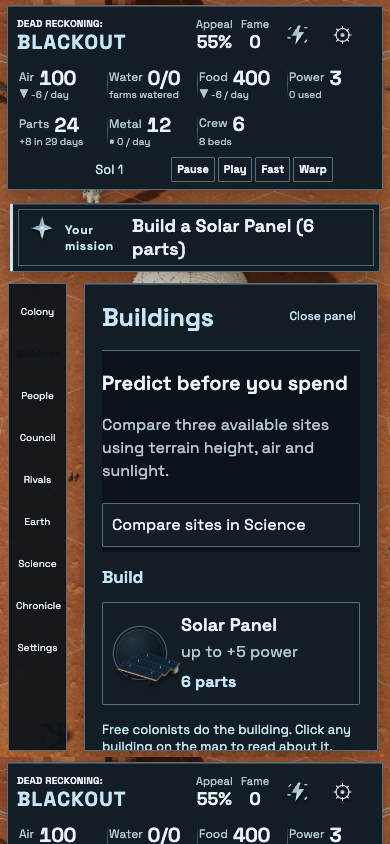 DEAD RECKONING:
BLACKOUT
Appeal 55%
Fame 0
Air 100
-6 / day
Water 0/0
farms watered
Food 400
-6 / day
Power 3
0 used
Parts 24
+8 in 29 days
Metal 12
0 / day
Crew 6
8 beds
Sol 1
Pause
Play
Fast
Warp
Your
mission
Build a Solar Panel (6
parts)
Colony
Buildings
People
Council
Rivals
Earth
Science
Chronicle
Settings
Buildings
Close panel
Predict before you spend
Compare three available sites
using terrain height, air and
sunlight.
Compare sites in Science
Build
Solar Panel
up to +5 power
6 parts
Free colonists do the building. Click any
building on the map to read about it.
DEAD RECKONING:
BLACKOUT
Appeal 55%
Fame 0
Air 100
Water 0/0
Food 400
Power 3